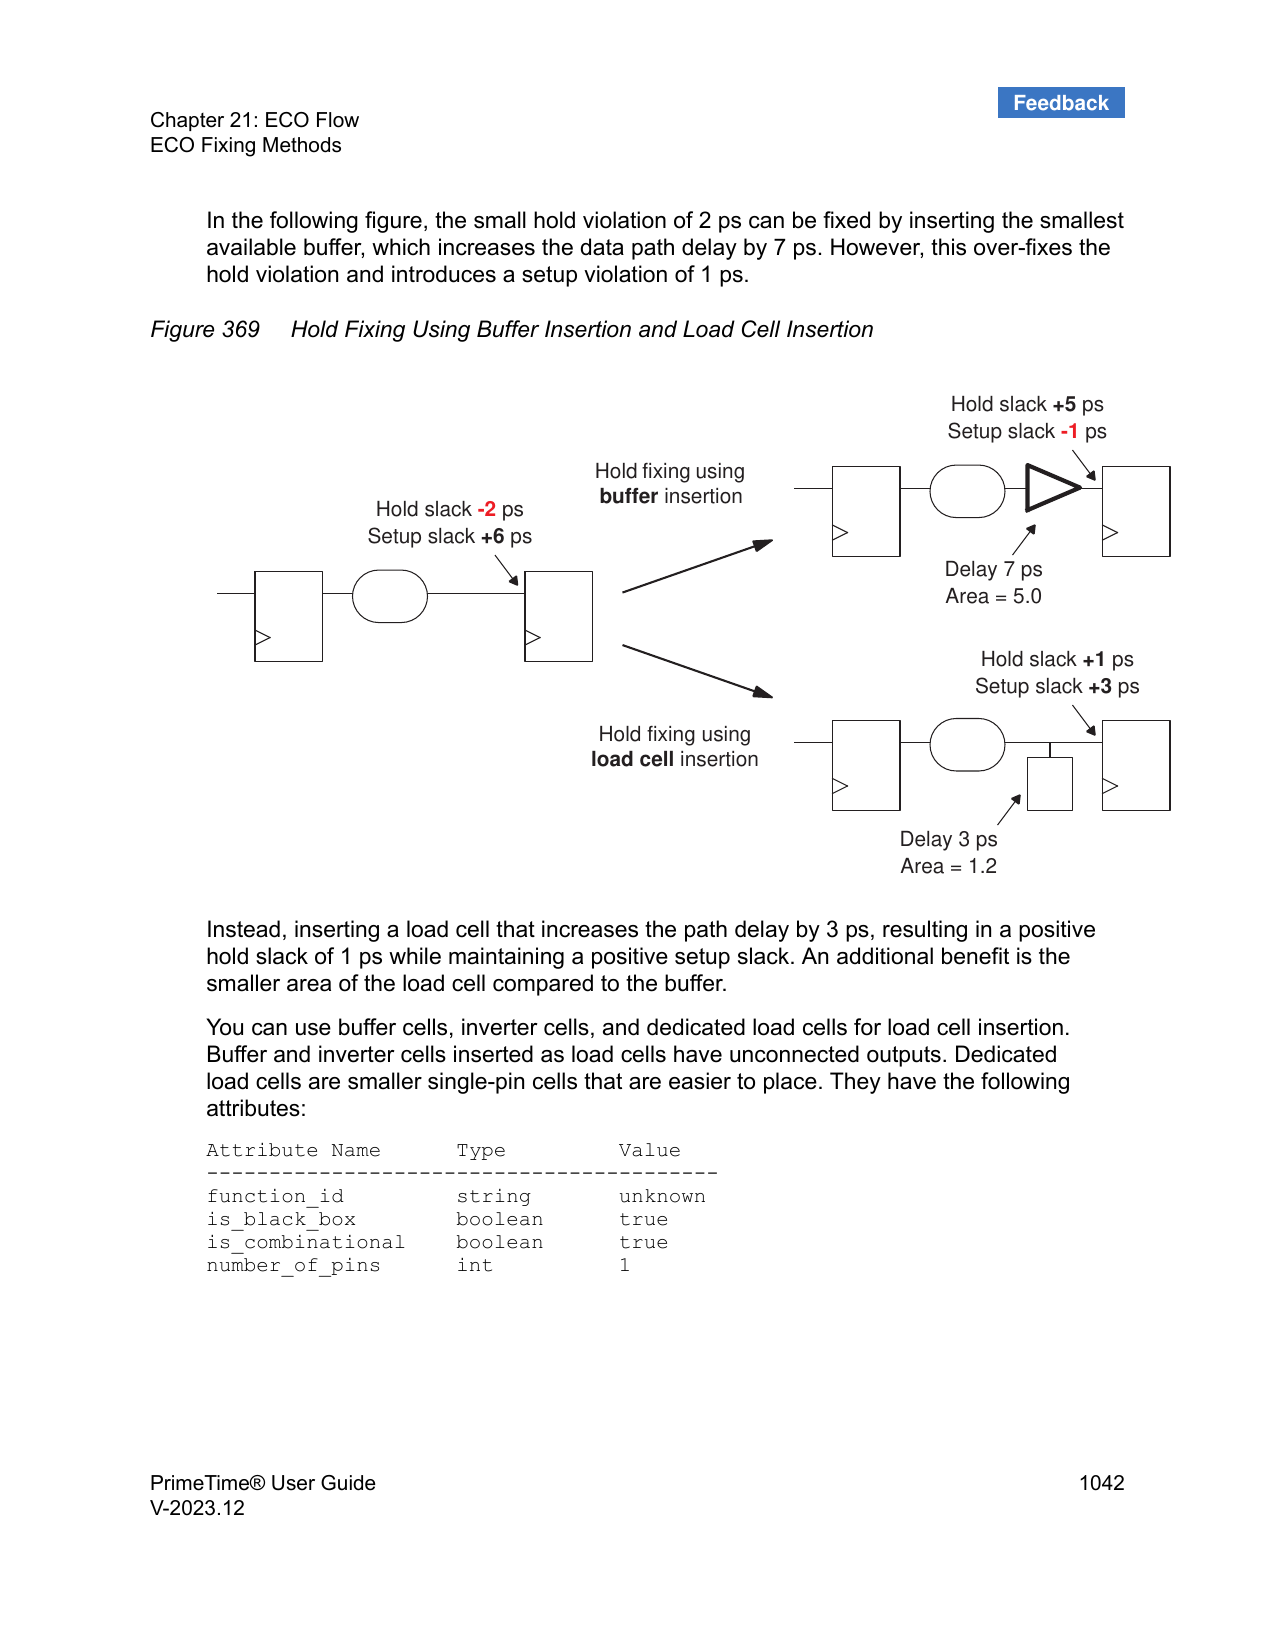 Feedback
Chapter 21: ECO Flow
ECO Fixing Methods
In the following figure, the small hold violation of 2 ps can be fixed by inserting the smallest
available buffer, which increases the data path delay by 7 ps. However, this over-fixes the
hold violation and introduces a setup violation of 1 ps.
Figure 369 Hold Fixing Using Buffer Insertion and Load Cell Insertion
Hold slack +5 ps
Setup slack -1 ps
Hold fixing using
buffer insertion
Hold slack -2 ps
Setup slack +6 ps
Delay 7 ps
Area = 5.0
Hold slack +1 ps
Setup slack +3 ps
Hold fixing using
load cell insertion
Delay 3 ps
Area = 1.2
Instead, inserting a load cell that increases the path delay by 3 ps, resulting in a positive
hold slack of 1 ps while maintaining a positive setup slack. An additional benefit is the
smaller area of the load cell compared to the buffer.
You can use buffer cells, inverter cells, and dedicated load cells for load cell insertion.
Buffer and inverter cells inserted as load cells have unconnected outputs. Dedicated
load cells are smaller single-pin cells that are easier to place. They have the following
attributes:
Attribute Name Type Value
-----------------------------------------
function_id string unknown
is_black_box boolean true
is_combinational boolean true
number_of_pins int 1
PrimeTime® User Guide 1042
V-2023.12